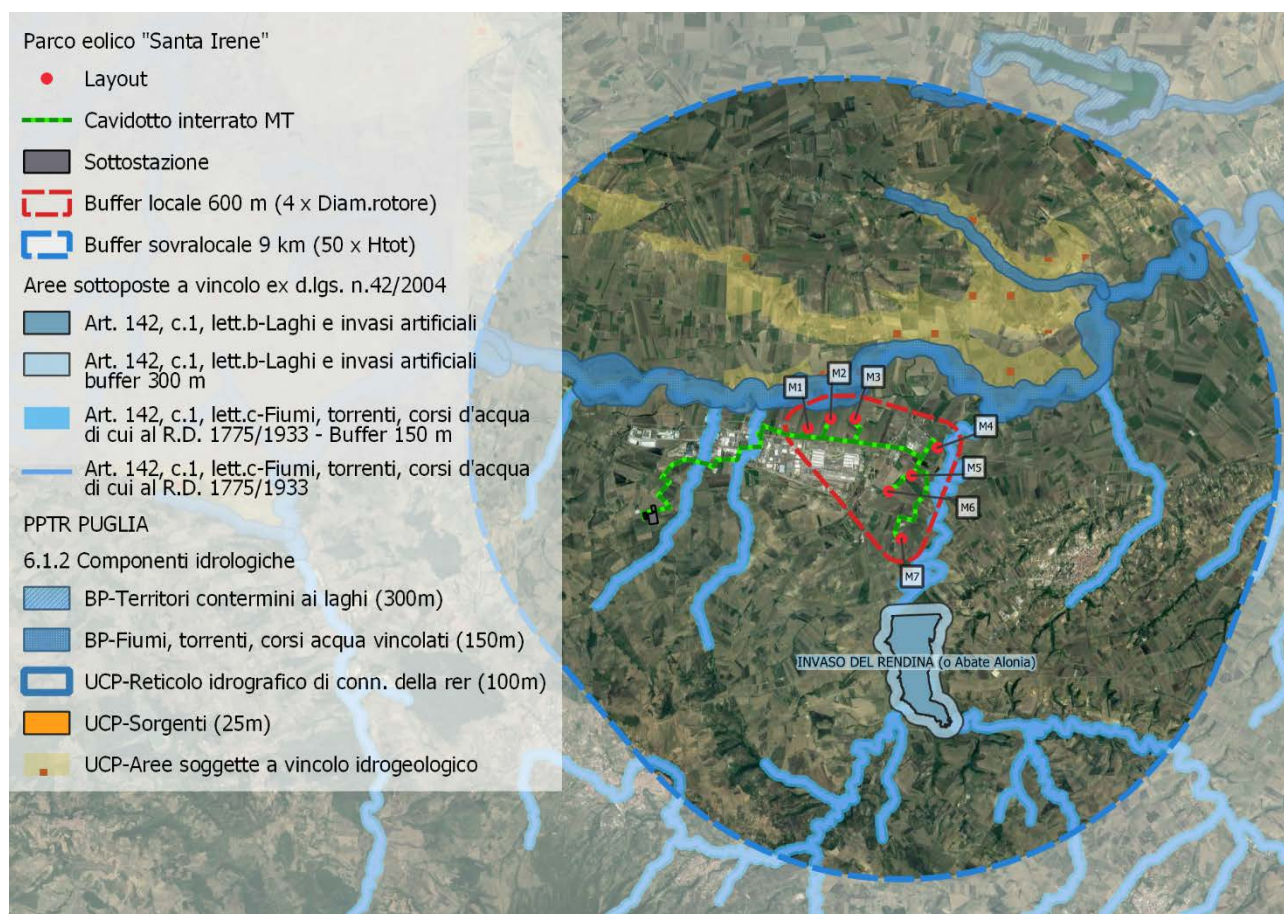 Parco eolico "Santa Irene"
Layout
Cavidotto interrato MT
Sottostazione
Buffer locale 600 m (4 x Diam.rotore)
Buffer sovralocale 9 km (50 x Htot)
Aree sottoposte a vincolo ex d.lgs. n.42/2004
Art. 142, c.1, lett.b-Laghi e invasi artificiali
Art. 142, c.1, lett.b-Laghi e invasi artificiali
buffer 300 m
Art. 142, c.1, lett.c-Fiumi, torrenti, corsi d'acqua
di cui al R.D. 1775/1933 - Buffer 150 m
Art. 142, c.1, lett.c-Fiumi, torrenti, corsi d'acqua
di cui al R.D. 1775/1933
PPTR PUGLIA
6.1.2 Componenti idrologiche
BP-Territori contermini ai laghi (300m)
BP-Fiumi, torrenti, corsi acqua vincolati (150m)
UCP-Reticolo idrografico di conn. della rer (100m)
UCP-Sorgenti (25m)
UCP-Aree soggette a vincolo idrogeologico
M1
M2
M3
M4
M5
M6
M7
INVASO DEL RENDINA (o Abate Alonia)